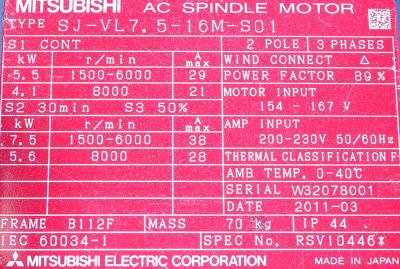 MITSUBISHI AC SPINDLE MOTOR
TYPE SJ-VL7.5-16M-S01
S1 CONT 2 POLE 3 PHASES
kW r/min A max WIND CONNECT △
5.5 1500-6000 29 POWER FACTOR 89%
4.1 8000 21 MOTOR INPUT
S2 30min S3 50% 154 - 167 V
kW r/min A max AMP INPUT
7.5 1500-6000 38 200-230V 50/60Hz
5.6 8000 28 THERMAL CLASSIFICATION F
AMB TEMP. 0-40℃
SERIAL W32078001
DATE 2011-03
FRAME B112F MASS 70 kg IP 44
IEC 60034-1 SPEC No. RSV10446*
MITSUBISHI ELECTRIC CORPORATION MADE IN JAPAN